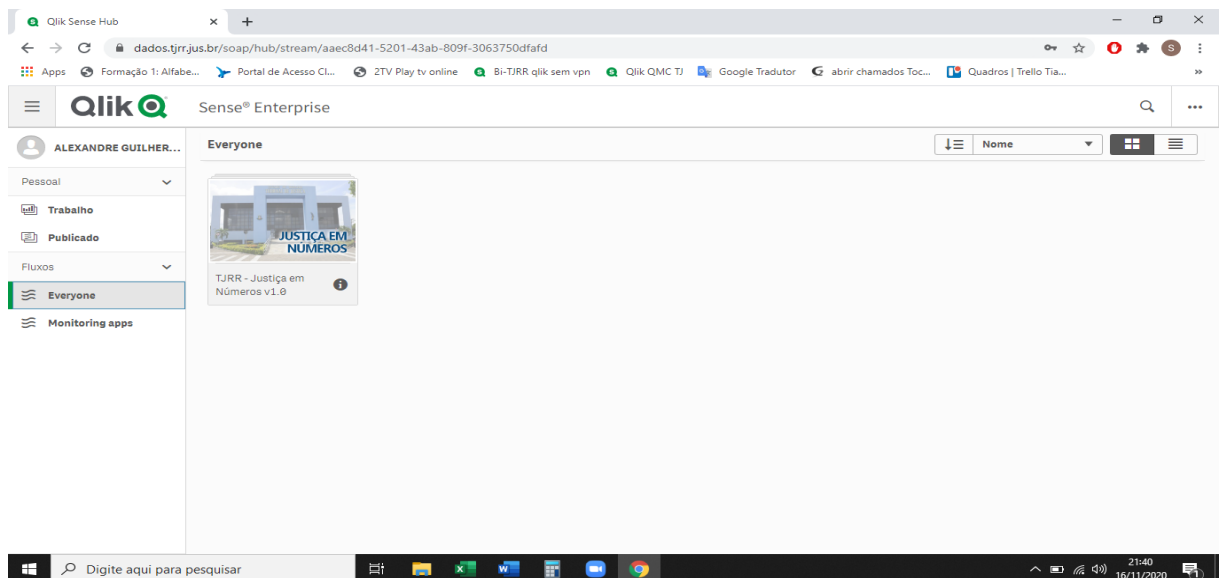 Qlik Sense Hub
dados.tjrr.jus.br/soap/hub/stream/aaec8d41-5201-43ab-809f-3063750dfafd
S
Apps Formação 1: Alfabe... Portal de Acesso Cl... 2TV Play tv online Bi-TJRR qlik sem vpn Qlik QMC TJ Google Tradutor abrir chamados Toc... Quadros | Trello Tia... »
Qlik Sense® Enterprise
ALEXANDRE GUILHER...
Everyone
Nome
Pessoal
Trabalho
Publicado
Fluxos
Everyone
Monitoring apps
JUSTIÇA EM
NÚMEROS
TJRR - Justiça em
Números v1.0
Digite aqui para pesquisar
21:40
16/11/2020